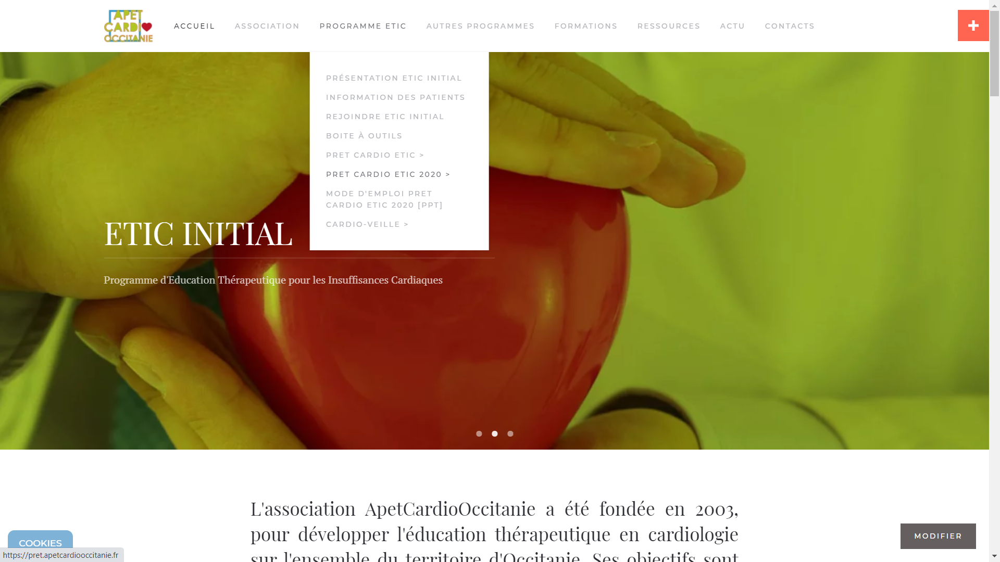 APET
CARDI
OCCITANIE
ACCUEIL
ASSOCIATION
PROGRAMME ETIC
AUTRES PROGRAMMES
FORMATIONS
RESSOURCES
ACTU
CONTACTS
PRÉSENTATION ETIC INITIAL
INFORMATION DES PATIENTS
REJOINDRE ETIC INITIAL
BOITE À OUTILS
PRET CARDIO ETIC >
PRET CARDIO ETIC 2020 >
MODE D'EMPLOI PRET
CARDIO ETIC 2020 [PPT]
CARDIO-VEILLE >
ETIC INITIAL
Programme d'Education Thérapeutique pour les Insuffisances Cardiaques
L'association ApetCardioOccitanie a été fondée en 2003,
pour développer l'éducation thérapeutique en cardiologie
sur l'ensemble du territoire d'Occitanie. Ses objectifs sont
MODIFIER
COOKIES
https://pret.apetcardiooccitanie.fr